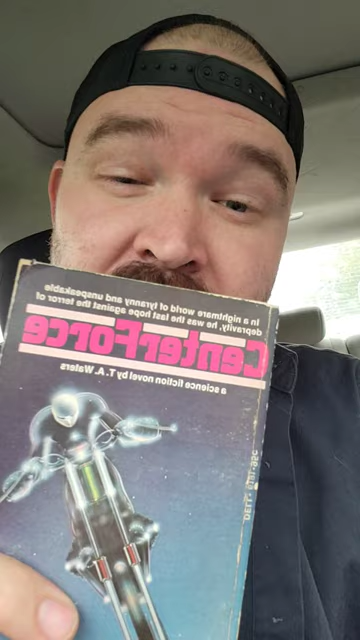 In a nightmare world of tyranny and unspeakable
depravity, he was the last hope against the terror of
CenterForce
a science fiction novel by T.A. Waters